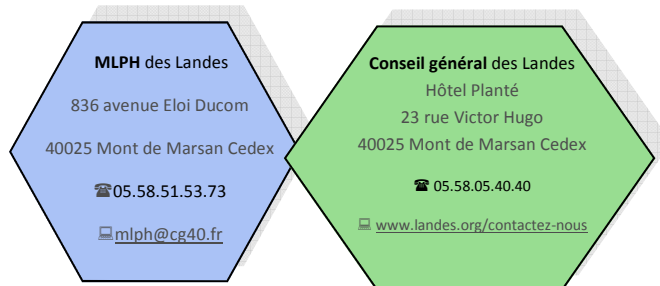 MLPH des Landes
836 avenue Eloi Ducom
40025 Mont de Marsan Cedex
☎05.58.51.53.73
💻mlph@cg40.fr
Conseil général des Landes
Hôtel Planté
23 rue Victor Hugo
40025 Mont de Marsan Cedex
☎ 05.58.05.40.40
💻 www.landes.org/contactez-nous